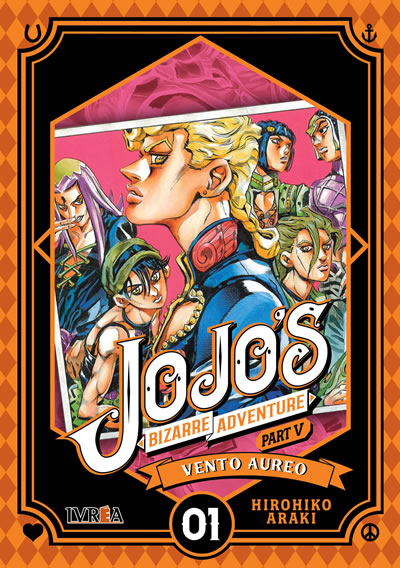 JOJO'S
BIZARRE ADVENTURE
PART V
VENTO AUREO
IVREA
01
HIROHIKO
ARAKI